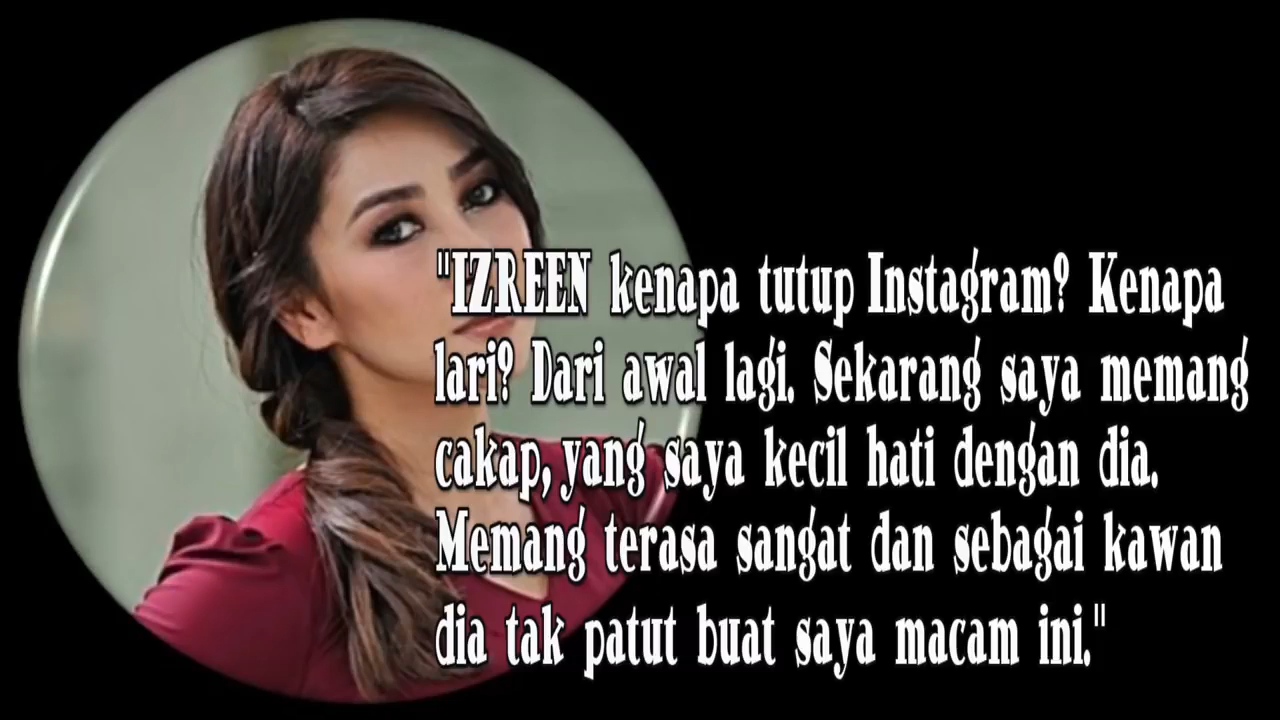 "IZREEN kenapa tutup Instagram? Kenapa
lari? Dari awal lagi. Sekarang saya memang
cakap, yang saya kecil hati dengan dia.
Memang terasa sangat dan sebagai kawan
dia tak patut buat saya macam ini."